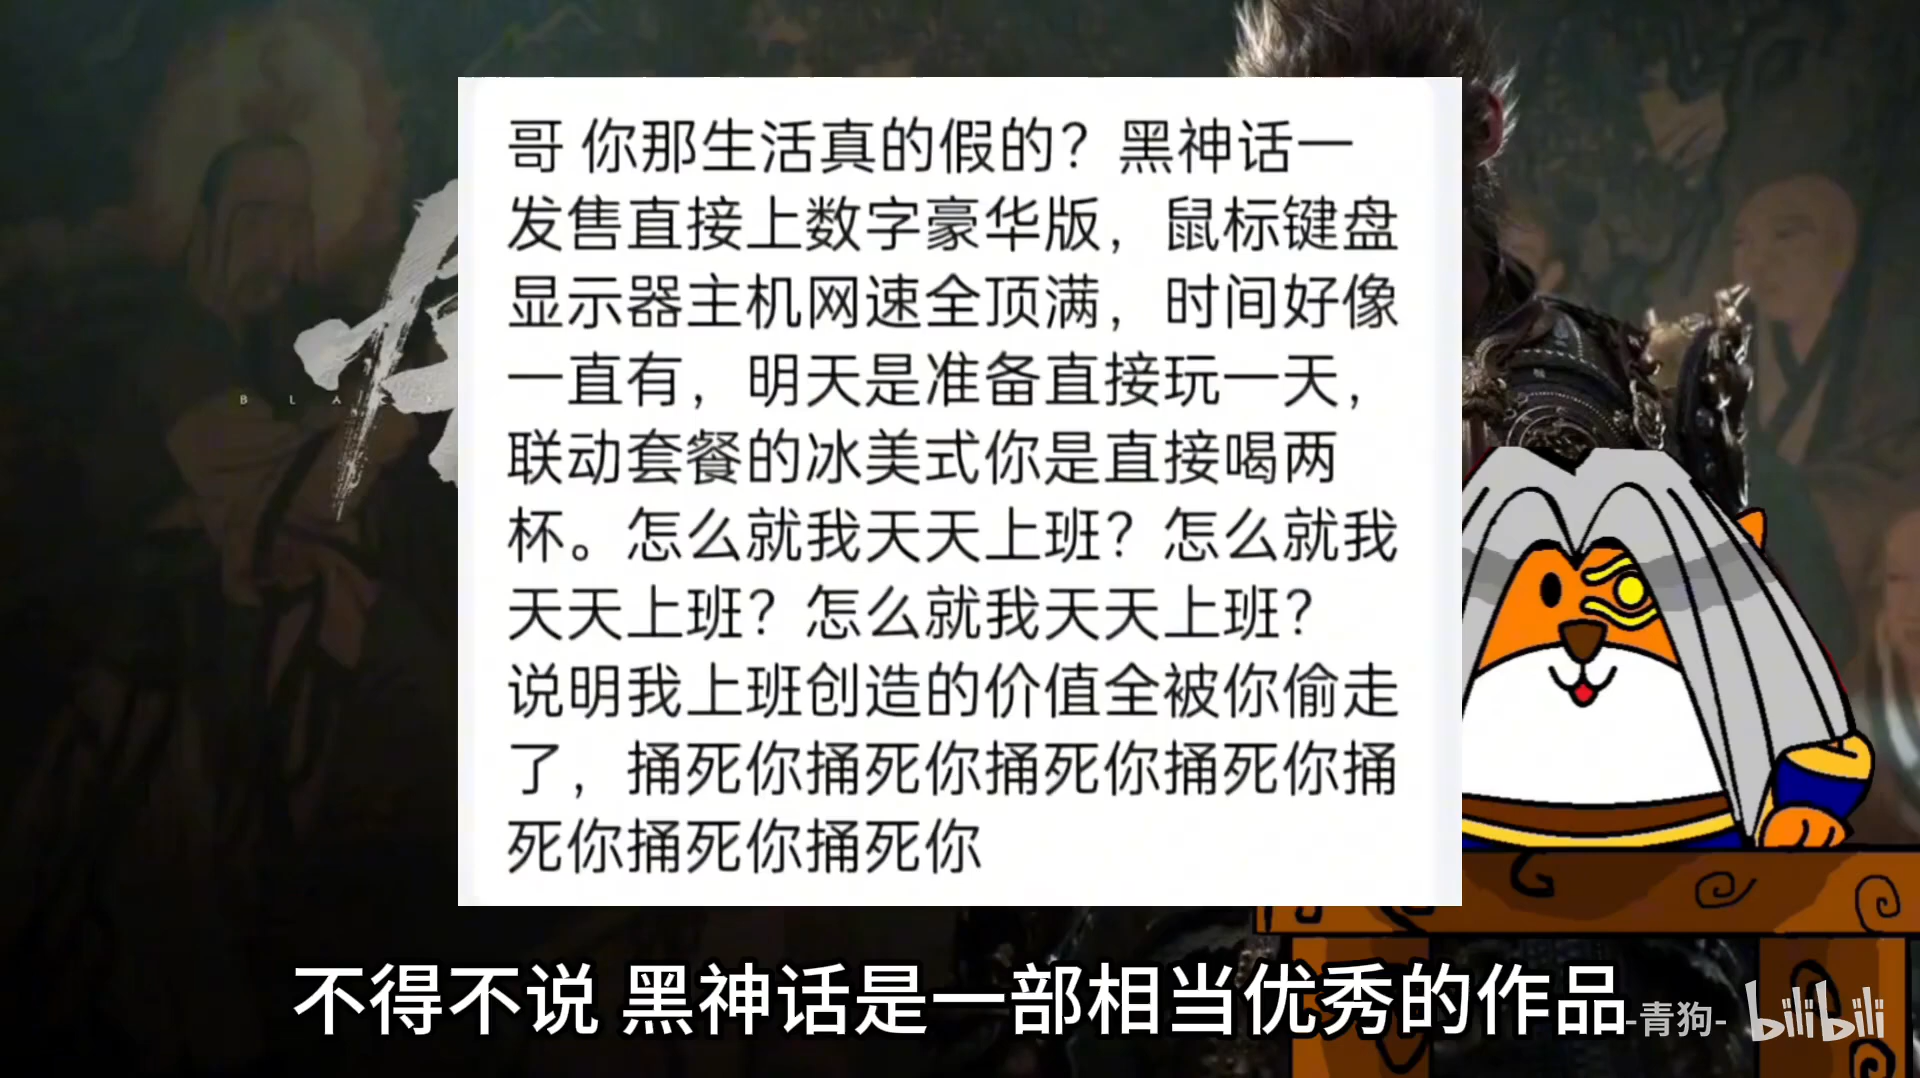 哥 你那生活真的假的？黑神话一
发售直接上数字豪华版，鼠标键盘
显示器主机网速全顶满，时间好像
一直有，明天是准备直接玩一天，
联动套餐的冰美式你是直接喝两
杯。怎么就我天天上班？怎么就我
天天上班？怎么就我天天上班？
说明我上班创造的价值全被你偷走
了，捅死你捅死你捅死你捅死你捅
死你捅死你捅死你
BLACK
不得不说 黑神话是一部相当优秀的作品
-青狗- bilibili